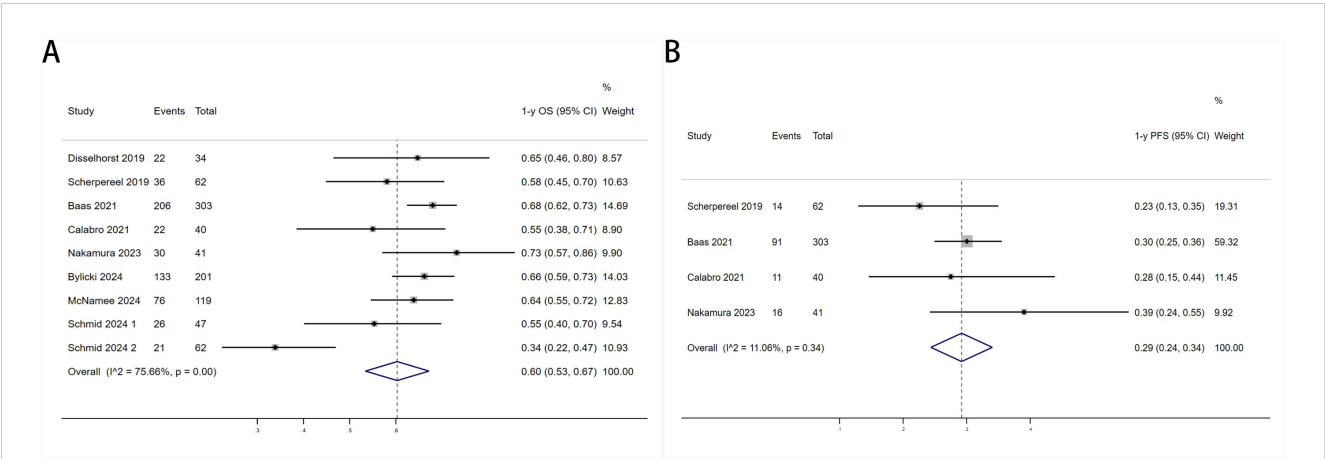 A
%
Study Events Total 1-y OS (95% CI) Weight
Disselhorst 2019 22 34 0.65 (0.46, 0.80) 8.57
Scherpereel 2019 36 62 0.58 (0.45, 0.70) 10.63
Baas 2021 206 303 0.68 (0.62, 0.73) 14.69
Calabro 2021 22 40 0.55 (0.38, 0.71) 8.90
Nakamura 2023 30 41 0.73 (0.57, 0.86) 9.90
Bylicki 2024 133 201 0.66 (0.59, 0.73) 14.03
McNamee 2024 76 119 0.64 (0.55, 0.72) 12.83
Schmid 2024 1 26 47 0.55 (0.40, 0.70) 9.54
Schmid 2024 2 21 62 0.34 (0.22, 0.47) 10.93
Overall (I^2 = 75.66%, p = 0.00) 0.60 (0.53, 0.67) 100.00
.3 .4 .5 .6
B
%
Study Events Total 1-y PFS (95% CI) Weight
Scherpereel 2019 14 62 0.23 (0.13, 0.35) 19.31
Baas 2021 91 303 0.30 (0.25, 0.36) 59.32
Calabro 2021 11 40 0.28 (0.15, 0.44) 11.45
Nakamura 2023 16 41 0.39 (0.24, 0.55) 9.92
Overall (I^2 = 11.06%, p = 0.34) 0.29 (0.24, 0.34) 100.00
.1 .2 .3 .4